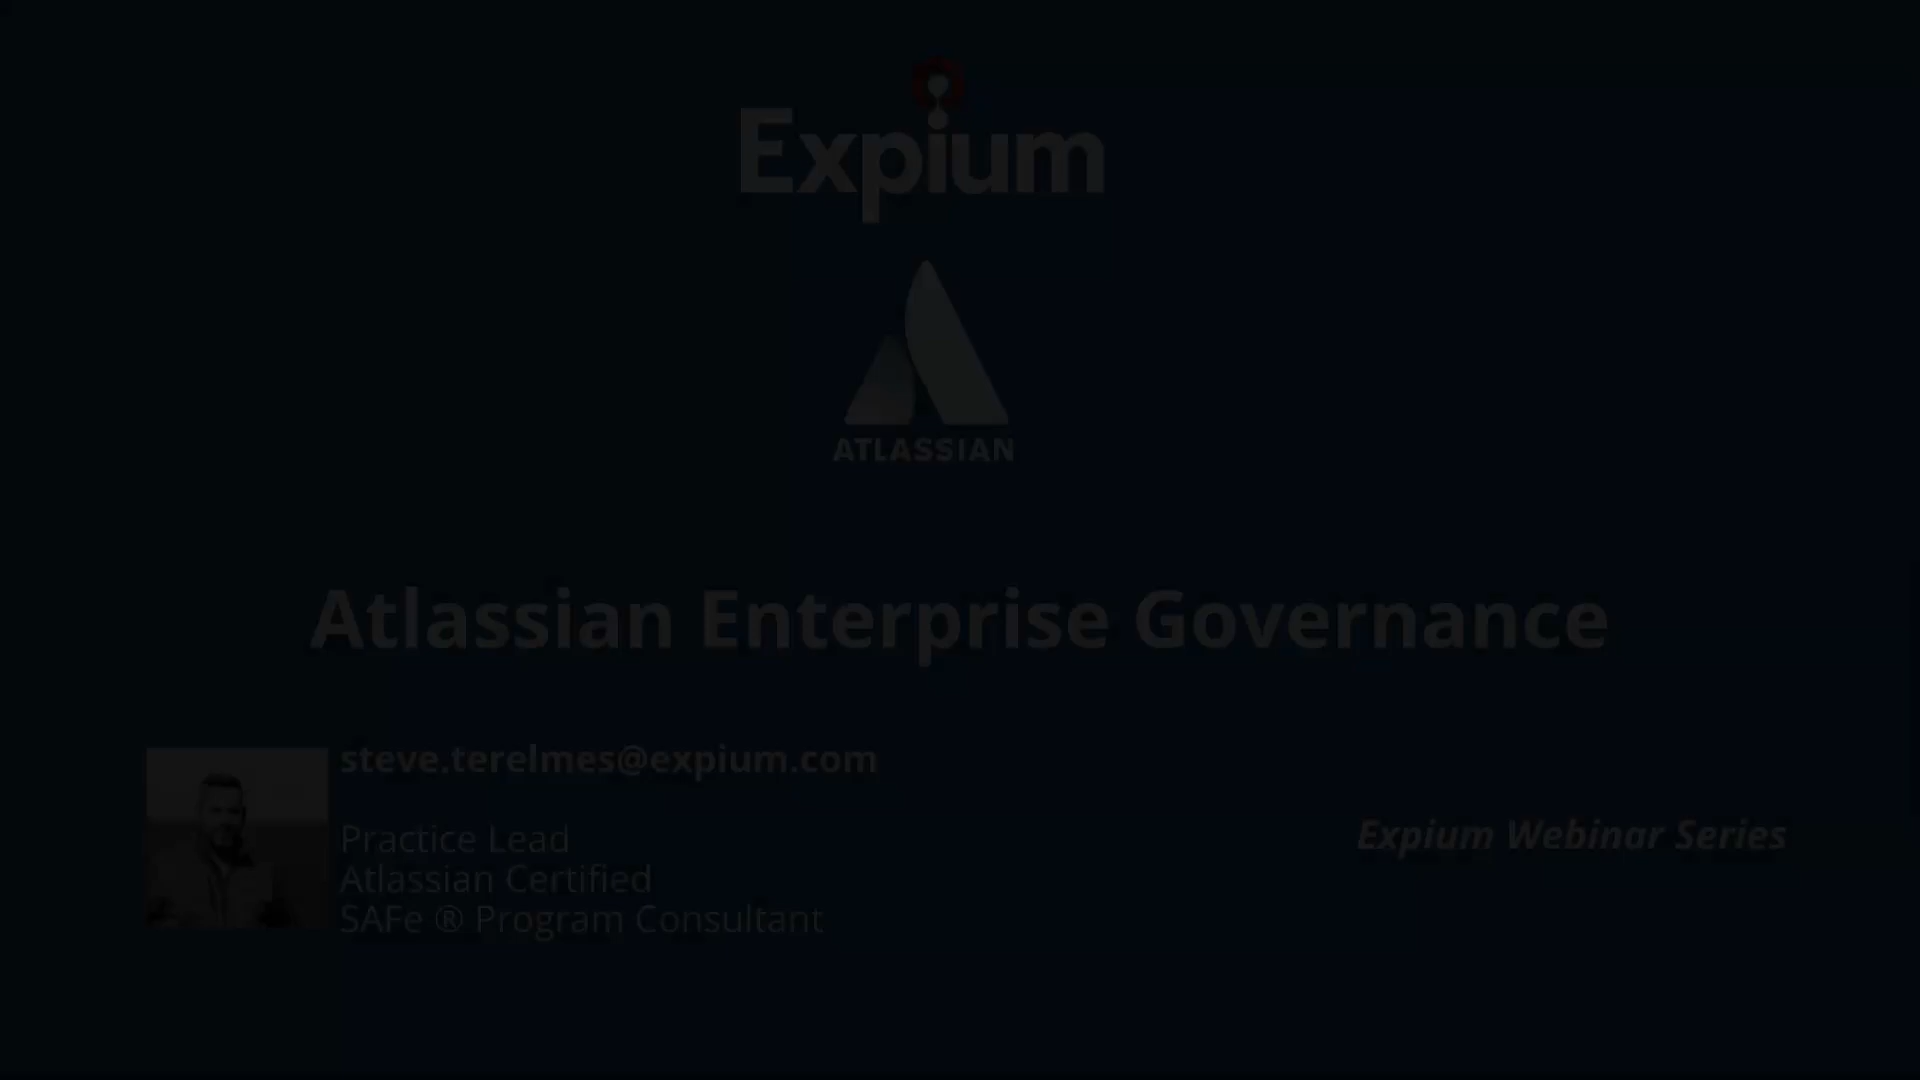 Expium
ATLASSIAN
Atlassian Enterprise Governance
steve.terelmes@expium.com
Practice Lead
Atlassian Certified
SAFe ® Program Consultant
Expium Webinar Series